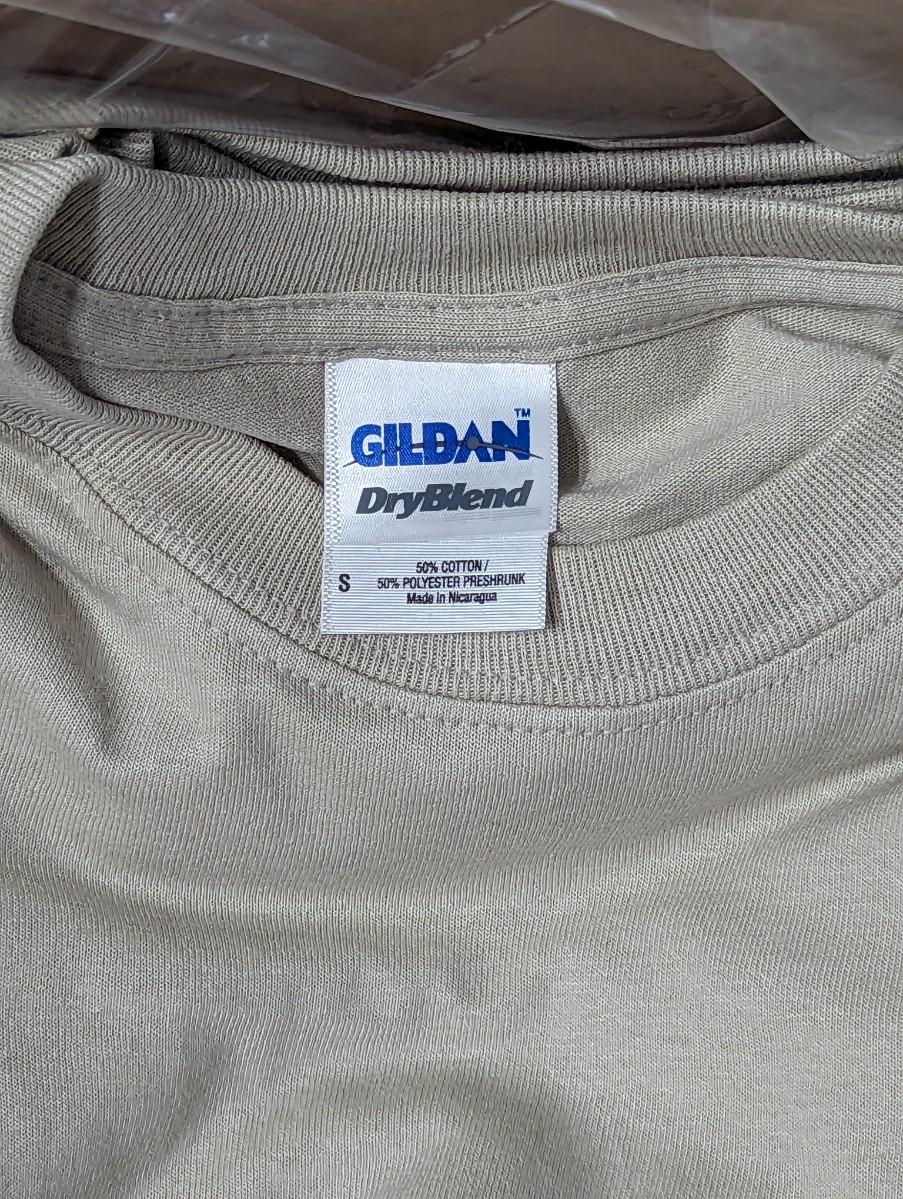 GILDAN™
DryBlend
50% COTTON /
S 50% POLYESTER PRESHRUNK
Made in Nicaragua